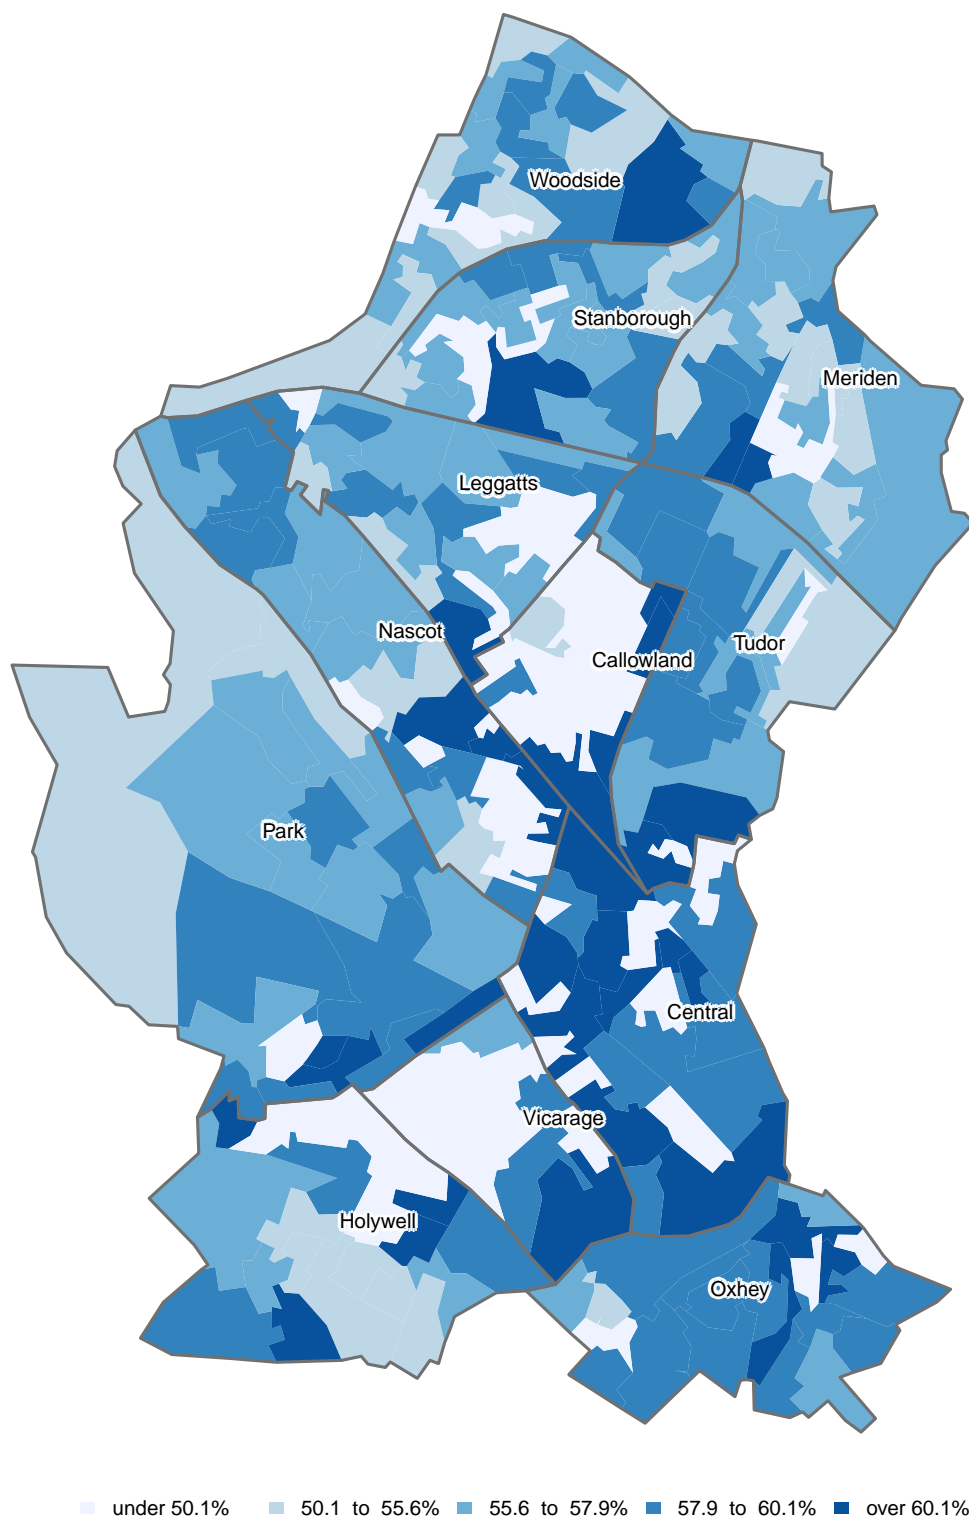 Woodside
Stanborough
Meriden
Leggatts
Nascot
Tudor
Callowland
Park
Central
Vicarage
Holywell
Oxhey
under 50.1% 50.1 to 55.6% 55.6 to 57.9% 57.9 to 60.1% over 60.1%